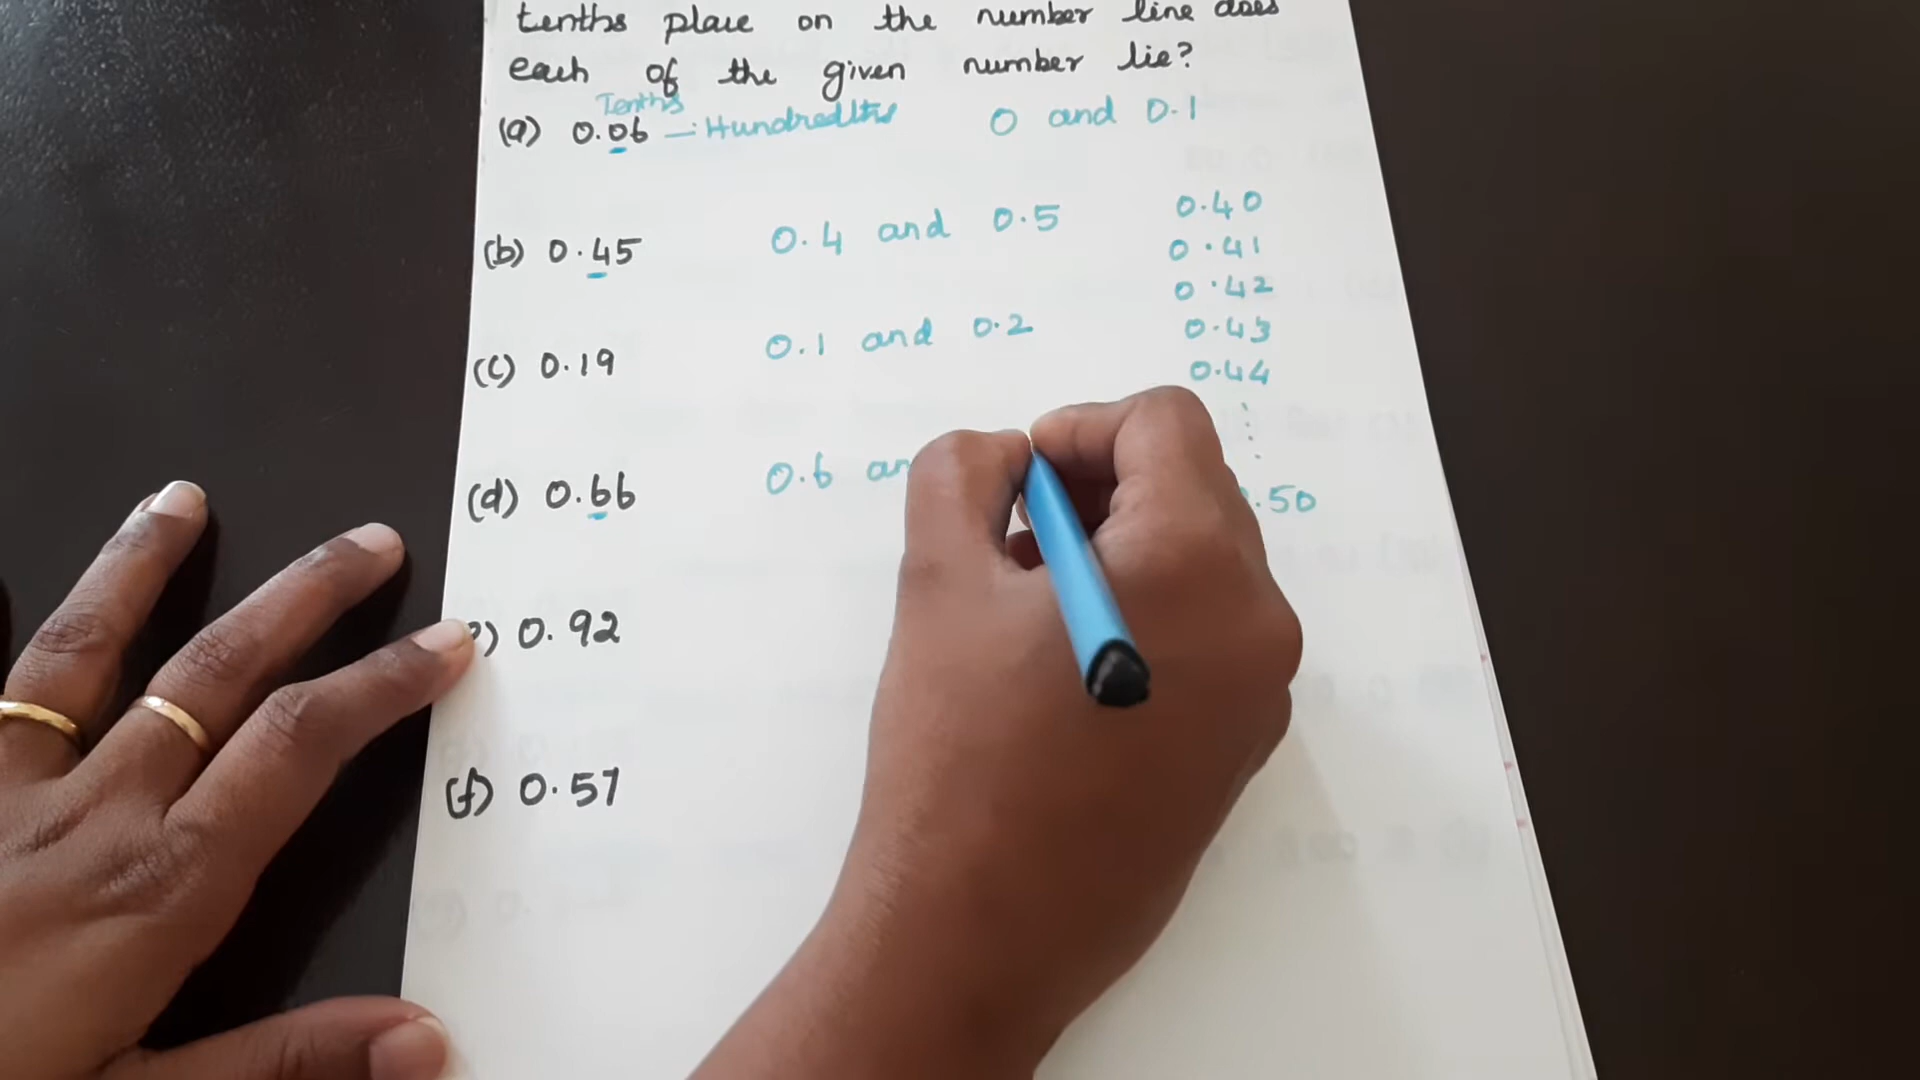 tenths place on the number line does
each of the given number lie?
Tenths
(a) 0.06 — Hundredths 0 and 0.1
(b) 0.45 0.4 and 0.5
0.40
0.41
0.42
0.43
0.44
.50
(c) 0.19 0.1 and 0.2
(d) 0.66 0.6 an
) 0.92
(f) 0.57